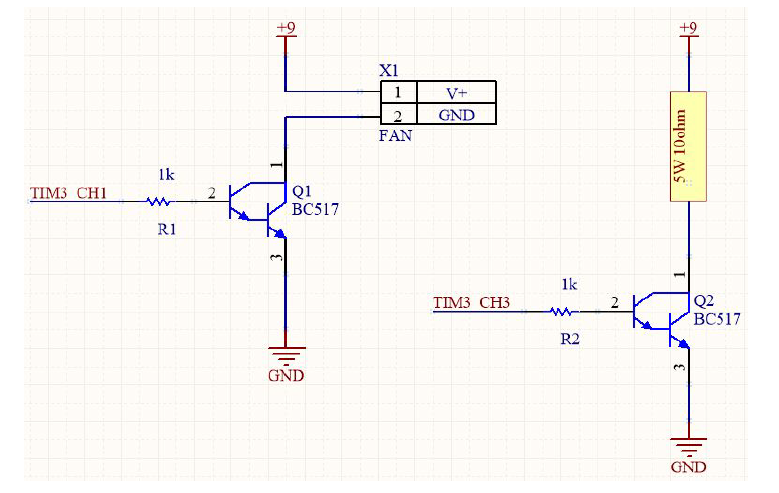 +9
X1
1 V+
2 GND
FAN
1k
TIM3_CH1
2
1
Q1
BC517
R1
3
GND
+9
5W 10ohm
1k
TIM3_CH3
2
1
Q2
BC517
R2
3
GND